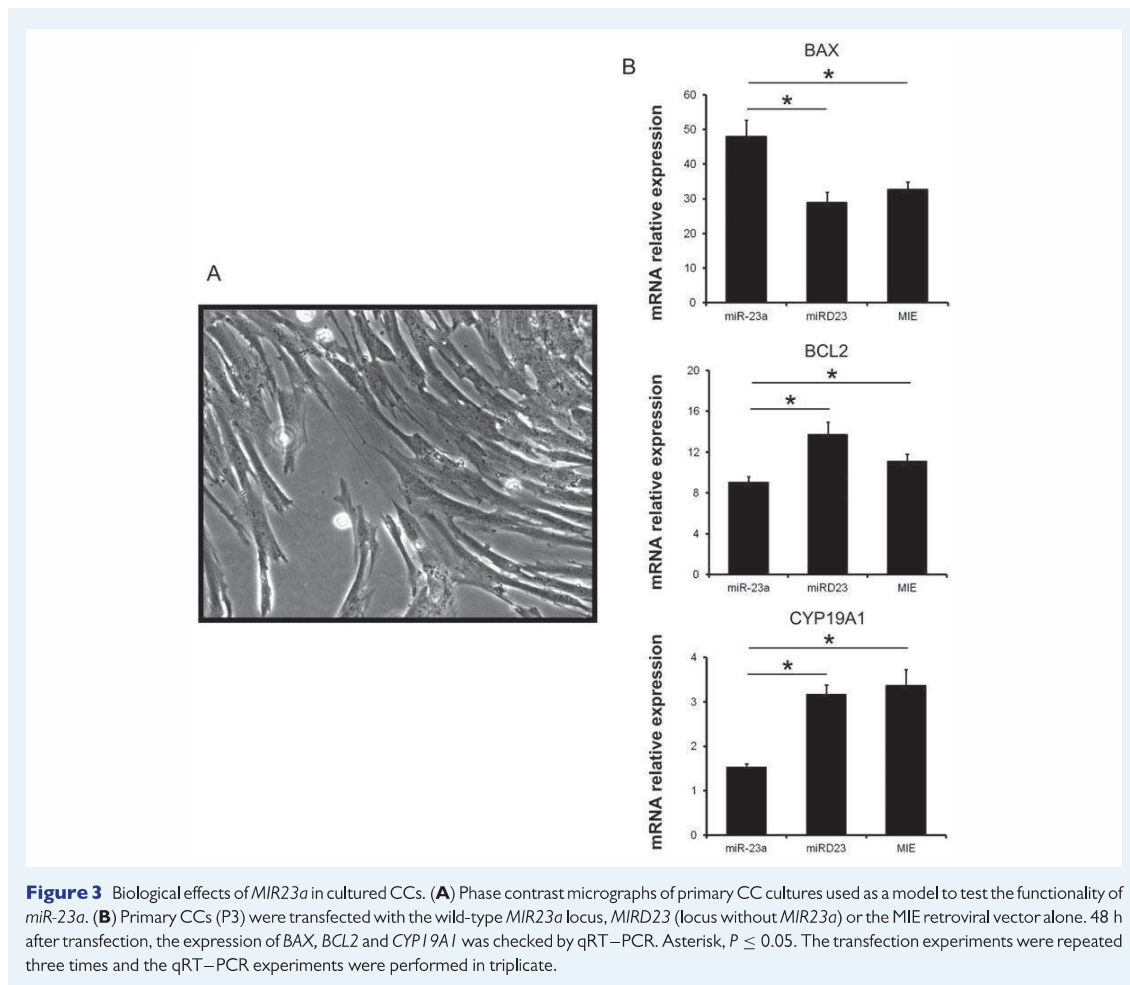 A
B
BAX
*
*
mRNA relative expression
60
50
40
30
20
10
0
miR-23a miRD23 MIE
BCL2
*
*
mRNA relative expression
20
16
12
8
4
0
miR-23a miRD23 MIE
CYP19A1
*
*
mRNA relative expression
4
3
2
1
0
miR-23a miRD23 MIE
Figure 3 Biological effects of MIR23a in cultured CCs. (A) Phase contrast micrographs of primary CC cultures used as a model to test the functionality of
miR-23a. (B) Primary CCs (P3) were transfected with the wild-type MIR23a locus, MIRD23 (locus without MIR23a) or the MIE retroviral vector alone. 48 h
after transfection, the expression of BAX, BCL2 and CYP19A1 was checked by qRT–PCR. Asterisk, P ≤ 0.05. The transfection experiments were repeated
three times and the qRT–PCR experiments were performed in triplicate.